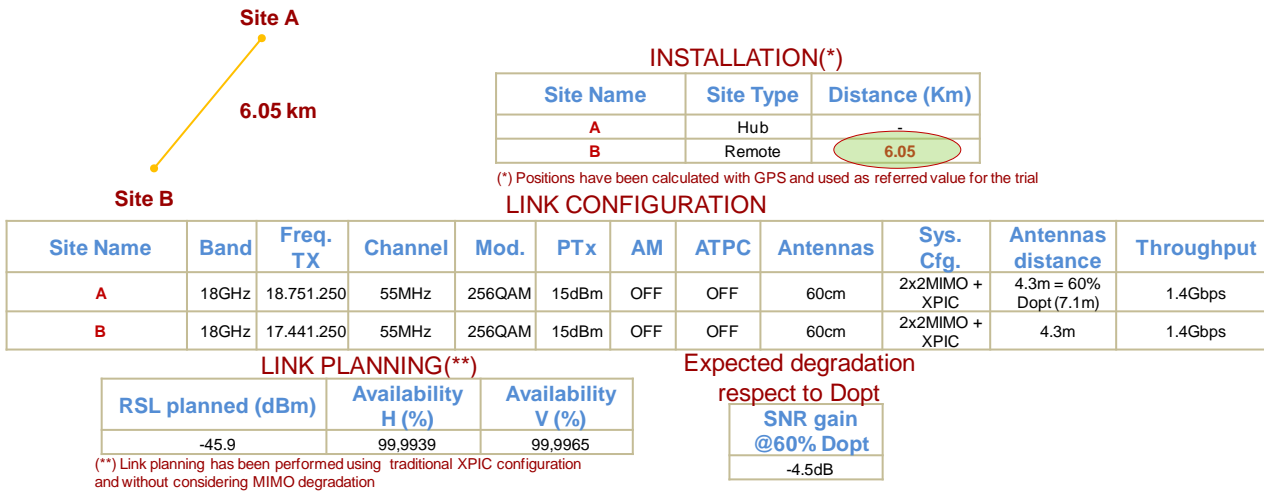 Site A
6.05 km
Site B
INSTALLATION(*)
Site Name Site Type Distance (Km)
A Hub -
B Remote 6.05
(*) Positions have been calculated with GPS and used as referred value for the trial
LINK CONFIGURATION
Site Name Band Freq. TX Channel Mod. PTx AM ATPC Antennas Sys. Cfg. Antennas distance Throughput
A 18GHz 18.751.250 55MHz 256QAM 15dBm OFF OFF 60cm 2x2MIMO + XPIC 4.3m = 60% Dopt (7.1m) 1.4Gbps
B 18GHz 17.441.250 55MHz 256QAM 15dBm OFF OFF 60cm 2x2MIMO + XPIC 4.3m 1.4Gbps
LINK PLANNING(**)
RSL planned (dBm) Availability H (%) Availability V (%)
-45.9 99,9939 99,9965
(**) Link planning has been performed using traditional XPIC configuration
and without considering MIMO degradation
Expected degradation
respect to Dopt
SNR gain
@60% Dopt
-4.5dB